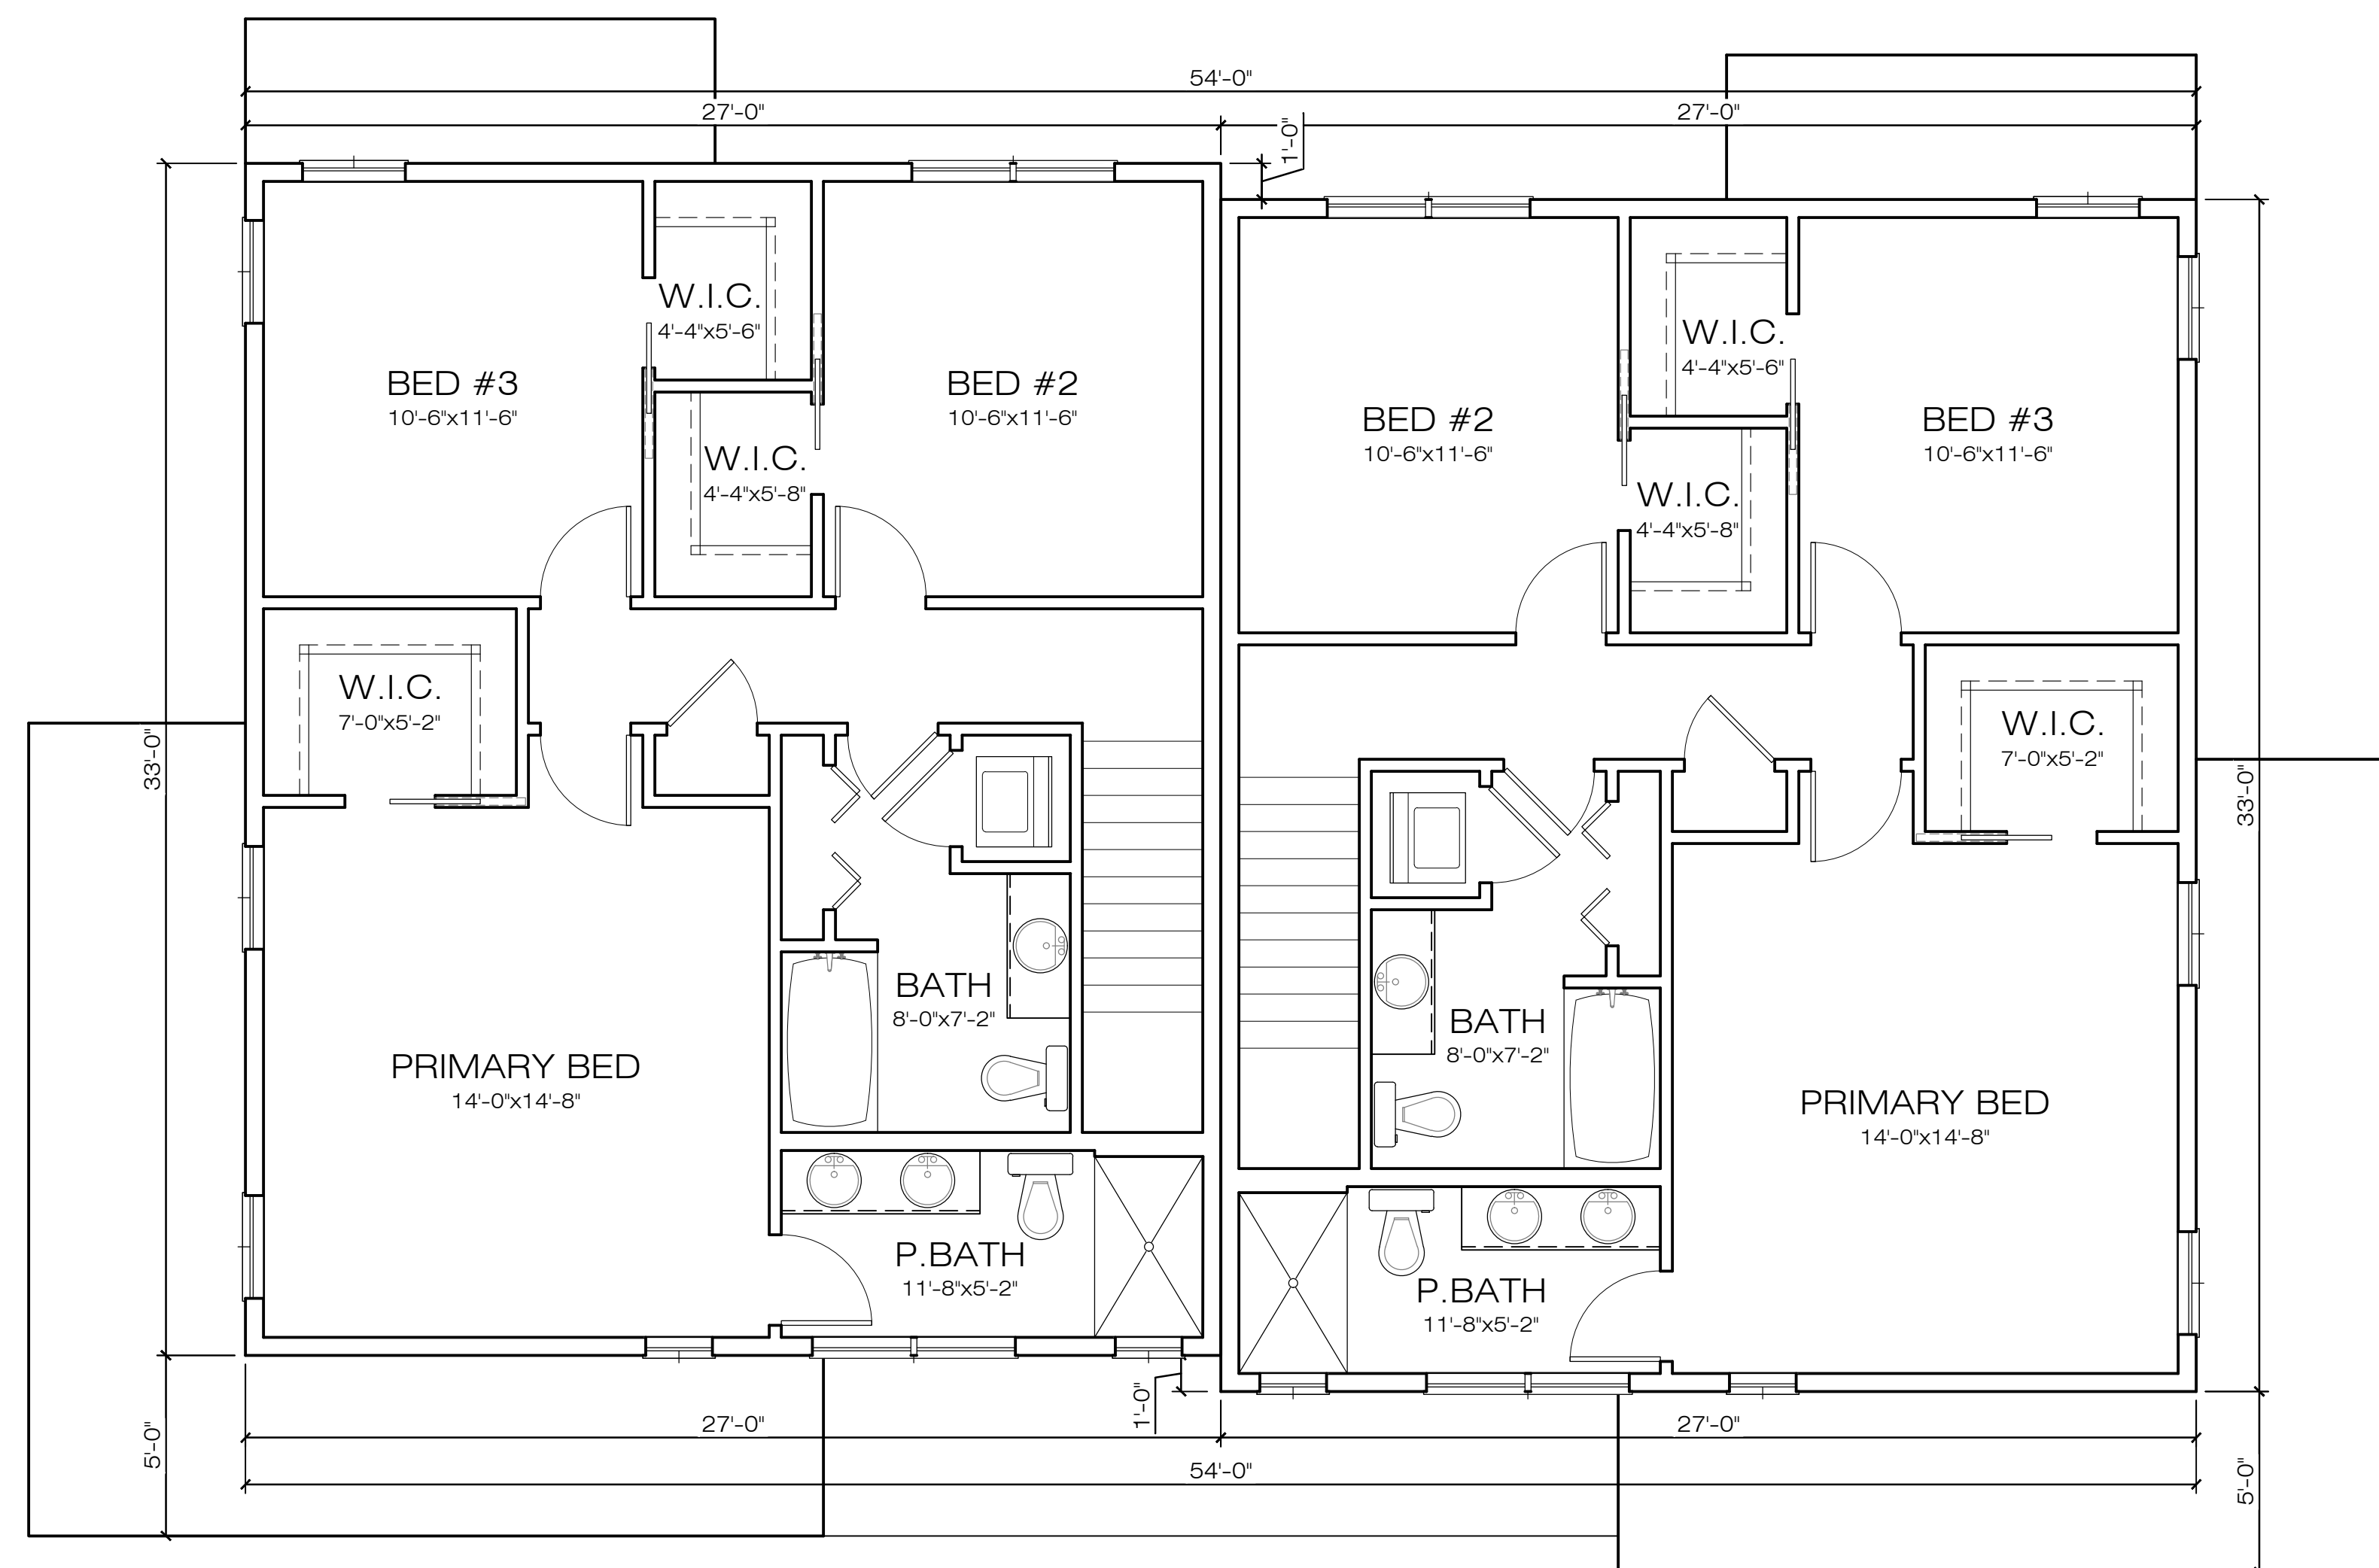 54'-0"
27'-0"
27'-0"
1'-0"
W.I.C.
4'-4"x5'-6"
W.I.C.
4'-4"x5'-6"
BED #3
10'-6"x11'-6"
BED #2
10'-6"x11'-6"
BED #2
10'-6"x11'-6"
BED #3
10'-6"x11'-6"
W.I.C.
4'-4"x5'-8"
W.I.C.
4'-4"x5'-8"
W.I.C.
7'-0"x5'-2"
W.I.C.
7'-0"x5'-2"
33'-0"
33'-0"
BATH
8'-0"x7'-2"
BATH
8'-0"x7'-2"
PRIMARY BED
14'-0"x14'-8"
PRIMARY BED
14'-0"x14'-8"
P.BATH
11'-8"x5'-2"
P.BATH
11'-8"x5'-2"
1'-0"
5'-0"
27'-0"
27'-0"
54'-0"
5'-0"